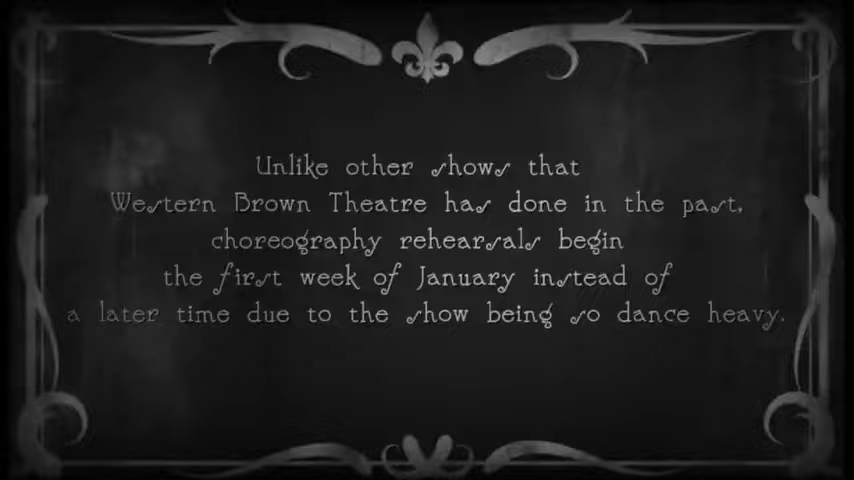 Unlike other shows that
Western Brown Theatre has done in the past,
choreography rehearsals begin
the first week of January instead of
a later time due to the show being so dance heavy.